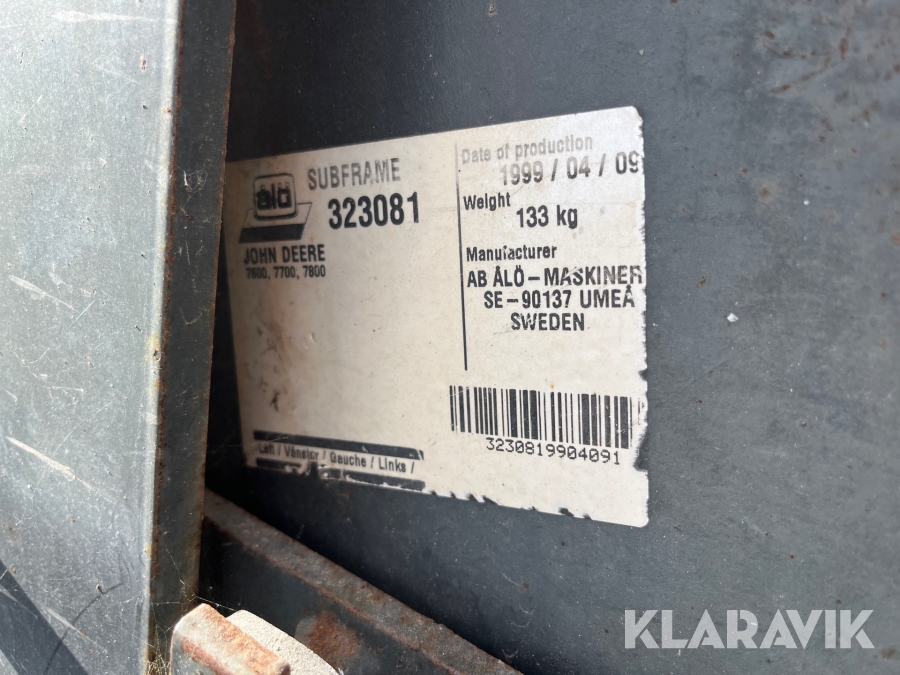 ålö
SUBFRAME
323081
JOHN DEERE
7600, 7700, 7800
Date of production
1999 / 04 / 09
Weight
133 kg
Manufacturer
AB ÅLÖ – MASKINER
SE – 90137 UMEÅ
SWEDEN
3230819904091
Left / Vänster / Gauche / Links /
KLARAVIK